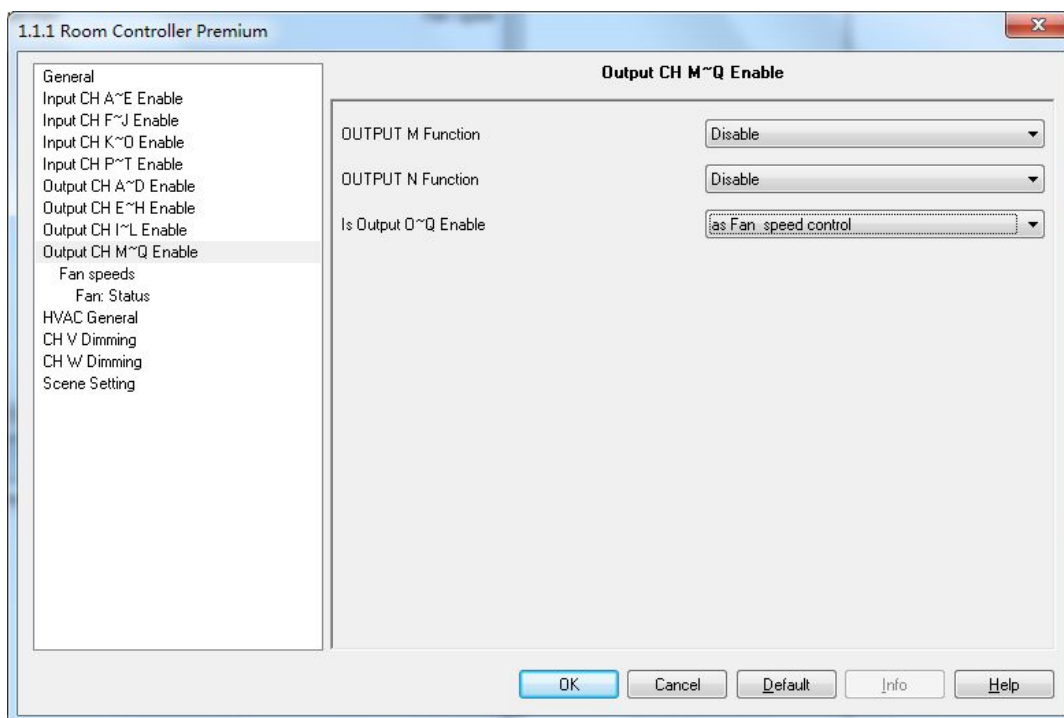 1.1.1 Room Controller Premium
General
Input CH A~E Enable
Input CH F~J Enable
Input CH K~O Enable
Input CH P~T Enable
Output CH A~D Enable
Output CH E~H Enable
Output CH I~L Enable
Output CH M~Q Enable
Fan speeds
Fan: Status
HVAC General
CH V Dimming
CH W Dimming
Scene Setting
Output CH M~Q Enable
OUTPUT M Function Disable
OUTPUT N Function Disable
Is Output O~Q Enable as Fan speed control
OK Cancel Default Info Help